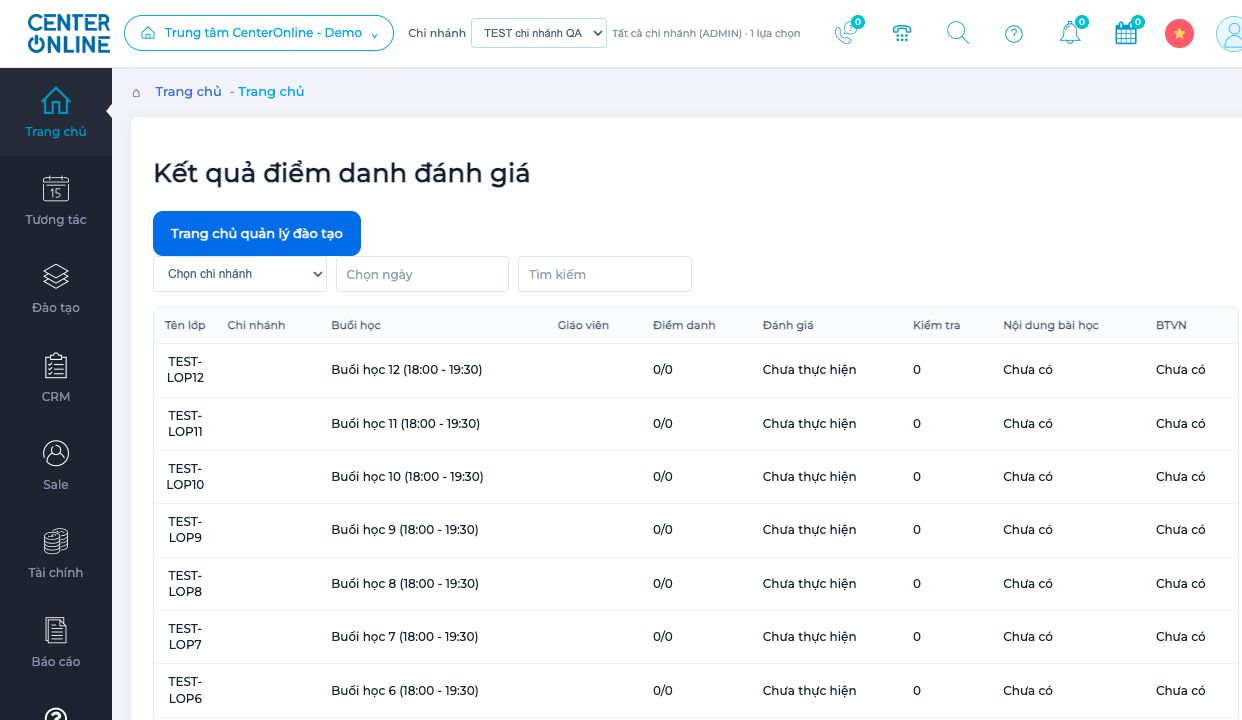 CENTER
ONLINE
Trung tâm CenterOnline - Demo
Chi nhánh
TEST chi nhánh QA
Tất cả chi nhánh (ADMIN) · 1 lựa chọn
0
0
0
Trang chủ - Trang chủ
Trang chủ
15
Tương tác
Đào tạo
CRM
Sale
Tài chính
Báo cáo
Kết quả điểm danh đánh giá
Trang chủ quản lý đào tạo
Chọn chi nhánh
Chọn ngày
Tìm kiếm
Tên lớp Chi nhánh Buổi học Giáo viên Điểm danh Đánh giá Kiểm tra Nội dung bài học BTVN
TEST-
LOP12 Buổi học 12 (18:00 - 19:30) 0/0 Chưa thực hiện 0 Chưa có Chưa có
TEST-
LOP11 Buổi học 11 (18:00 - 19:30) 0/0 Chưa thực hiện 0 Chưa có Chưa có
TEST-
LOP10 Buổi học 10 (18:00 - 19:30) 0/0 Chưa thực hiện 0 Chưa có Chưa có
TEST-
LOP9 Buổi học 9 (18:00 - 19:30) 0/0 Chưa thực hiện 0 Chưa có Chưa có
TEST-
LOP8 Buổi học 8 (18:00 - 19:30) 0/0 Chưa thực hiện 0 Chưa có Chưa có
TEST-
LOP7 Buổi học 7 (18:00 - 19:30) 0/0 Chưa thực hiện 0 Chưa có Chưa có
TEST-
LOP6 Buổi học 6 (18:00 - 19:30) 0/0 Chưa thực hiện 0 Chưa có Chưa có